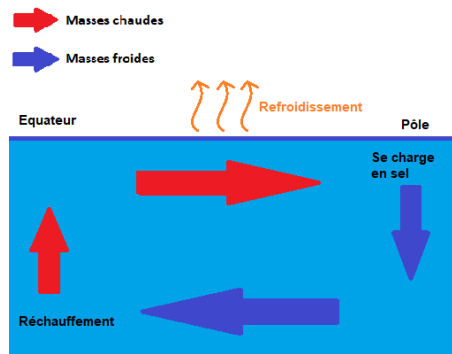 Masses chaudes
Masses froides
Refroidissement
Equateur
Pôle
Se charge
en sel
Réchauffement